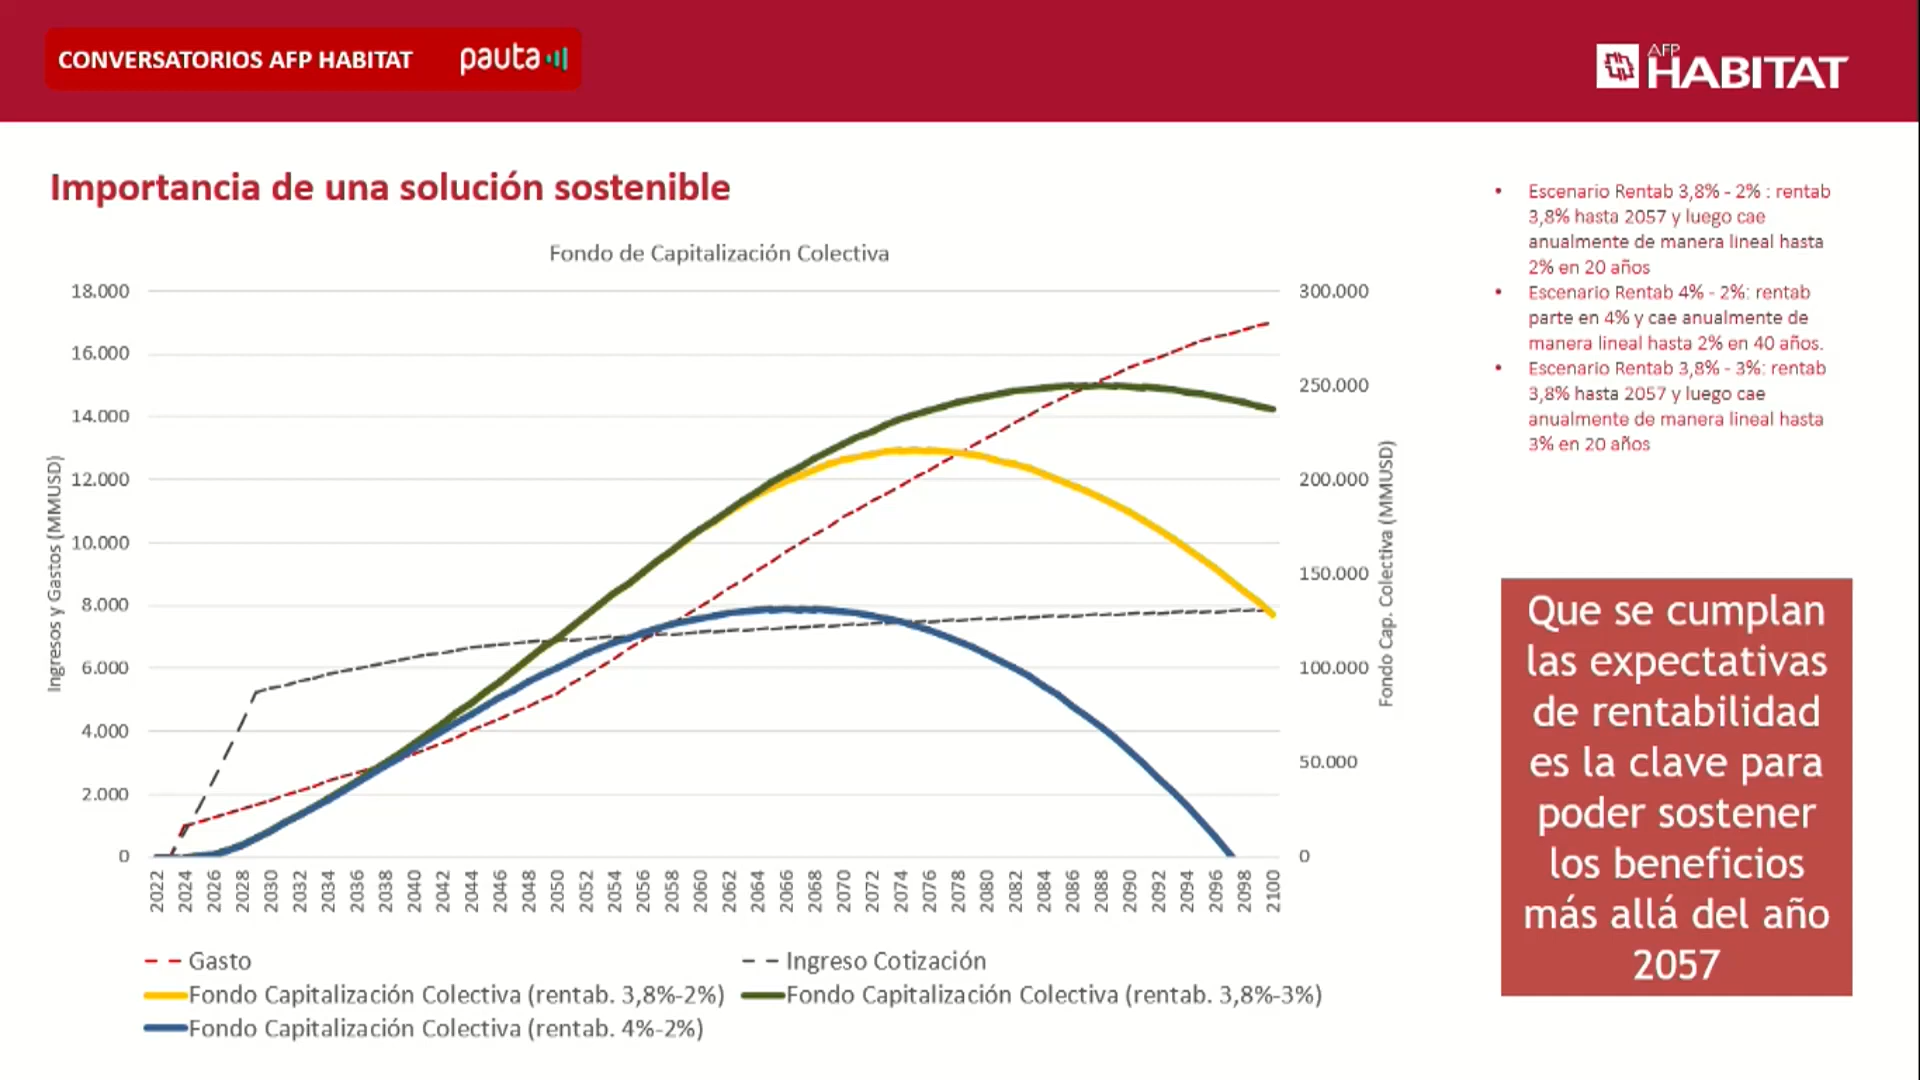 CONVERSATORIOS AFP HABITAT
pauta
AFP
HABITAT
Importancia de una solución sostenible
Fondo de Capitalización Colectiva
18.000
16.000
14.000
12.000
10.000
8.000
6.000
4.000
2.000
0
Ingresos y Gastos (MMUSD)
300.000
250.000
200.000
150.000
100.000
50.000
0
Fondo Cap. Colectiva (MMUSD)
2022 2024 2026 2028 2030 2032 2034 2036 2038 2040 2042 2044 2046 2048 2050 2052 2054 2056 2058 2060 2062 2064 2066 2068 2070 2072 2074 2076 2078 2080 2082 2084 2086 2088 2090 2092 2094 2096 2098 2100
Gasto
Ingreso Cotización
Fondo Capitalización Colectiva (rentab. 3,8%-2%)
Fondo Capitalización Colectiva (rentab. 3,8%-3%)
Fondo Capitalización Colectiva (rentab. 4%-2%)
• Escenario Rentab 3,8% - 2% : rentab
3,8% hasta 2057 y luego cae
anualmente de manera lineal hasta
2% en 20 años
• Escenario Rentab 4% - 2%: rentab
parte en 4% y cae anualmente de
manera lineal hasta 2% en 40 años.
• Escenario Rentab 3,8% - 3%: rentab
3,8% hasta 2057 y luego cae
anualmente de manera lineal hasta
3% en 20 años
Que se cumplan
las expectativas
de rentabilidad
es la clave para
poder sostener
los beneficios
más allá del año
2057